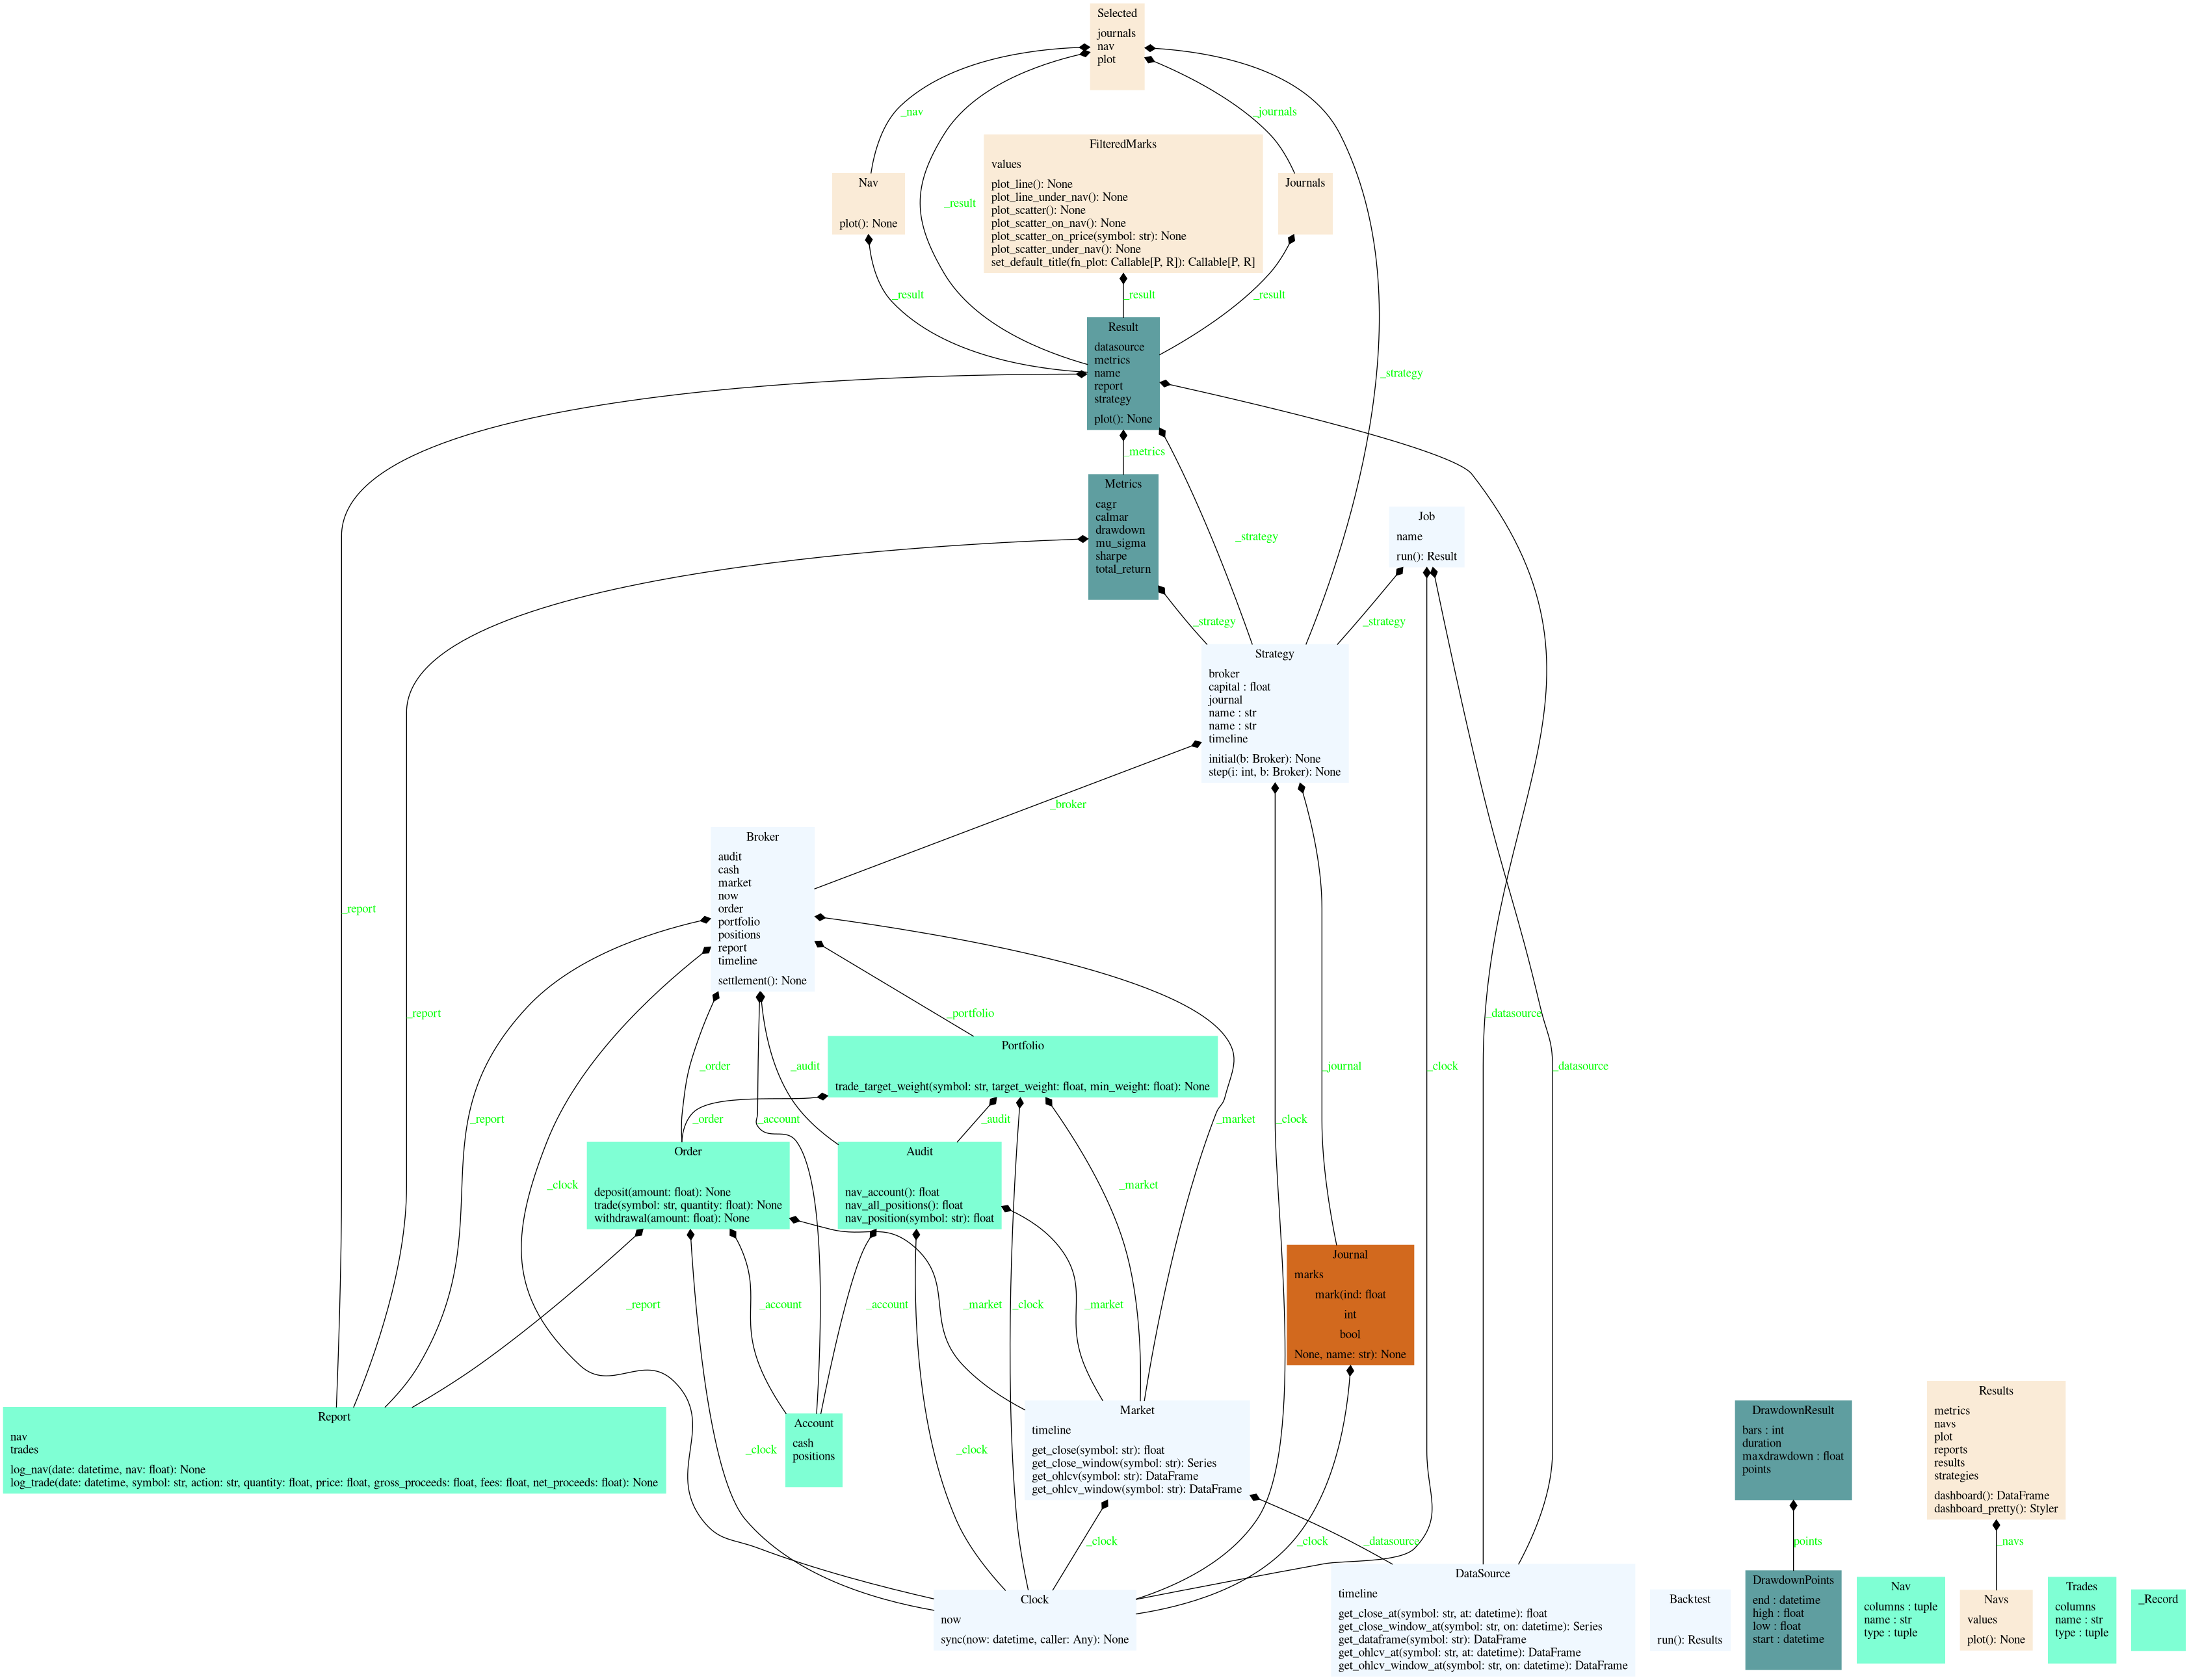 Selected
journals
nav
plot
_nav
_journals
FilteredMarks
values
plot_line(): None
plot_line_under_nav(): None
plot_scatter(): None
plot_scatter_on_nav(): None
plot_scatter_on_price(symbol: str): None
plot_scatter_under_nav(): None
set_default_title(fn_plot: Callable[P, R]): Callable[P, R]
Nav
plot(): None
Journals
_result
_result
_result
_result
Result
datasource
metrics
name
report
strategy
plot(): None
_strategy
_metrics
Metrics
cagr
calmar
drawdown
mu_sigma
sharpe
total_return
_strategy
Job
name
run(): Result
_strategy
_strategy
Strategy
broker
capital : float
journal
name : str
name : str
timeline
initial(b: Broker): None
step(i: int, b: Broker): None
_broker
Broker
audit
cash
market
now
order
portfolio
positions
report
timeline
settlement(): None
_report
_report
_portfolio
_datasource
Portfolio
trade_target_weight(symbol: str, target_weight: float, min_weight: float): None
_order
_audit
_journal
_clock
_datasource
_report
_order
_account
_audit
_market
_clock
Order
deposit(amount: float): None
trade(symbol: str, quantity: float): None
withdrawal(amount: float): None
Audit
nav_account(): float
nav_all_positions(): float
nav_position(symbol: str): float
_clock
_market
Journal
marks
mark(ind: float
int
bool
None, name: str): None
_report
_account
_account
_market
_clock
_market
Report
nav
trades
log_nav(date: datetime, nav: float): None
log_trade(date: datetime, symbol: str, action: str, quantity: float, price: float, gross_proceeds: float, fees: float, net_proceeds: float): None
_clock
Account
cash
positions
_clock
Market
timeline
get_close(symbol: str): float
get_close_window(symbol: str): Series
get_ohlcv(symbol: str): DataFrame
get_ohlcv_window(symbol: str): DataFrame
DrawdownResult
bars : int
duration
maxdrawdown : float
points
Results
metrics
navs
plot
reports
results
strategies
dashboard(): DataFrame
dashboard_pretty(): Styler
_clock
_clock
_datasource
points
_navs
Clock
now
sync(now: datetime, caller: Any): None
DataSource
timeline
get_close_at(symbol: str, at: datetime): float
get_close_window_at(symbol: str, on: datetime): Series
get_dataframe(symbol: str): DataFrame
get_ohlcv_at(symbol: str, at: datetime): DataFrame
get_ohlcv_window_at(symbol: str, on: datetime): DataFrame
Backtest
run(): Results
DrawdownPoints
end : datetime
high : float
low : float
start : datetime
Nav
columns : tuple
name : str
type : tuple
Navs
values
plot(): None
Trades
columns
name : str
type : tuple
_Record